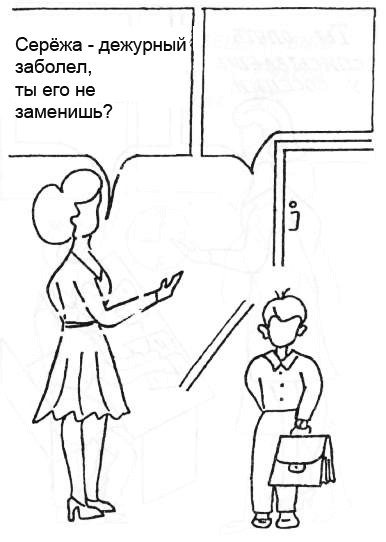 Серёжа - дежурный
заболел,
ты его не
заменишь?